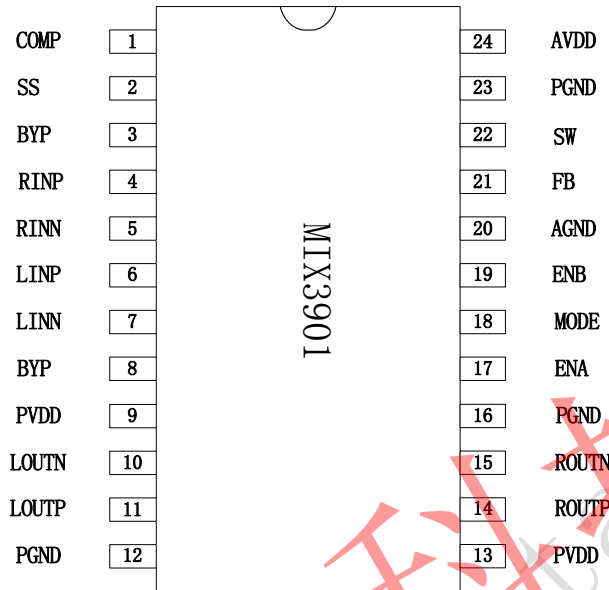 COMP 1 24 AVDD
SS 2 23 PGND
BYP 3 22 SW
RINP 4 21 FB
RINN 5 20 AGND
LINP 6 19 ENB
LINN 7 18 MODE
BYP 8 17 ENA
PVDD 9 16 PGND
LOUTN 10 15 ROUTN
LOUTP 11 14 ROUTP
PGND 12 13 PVDD
MIX3901
科技